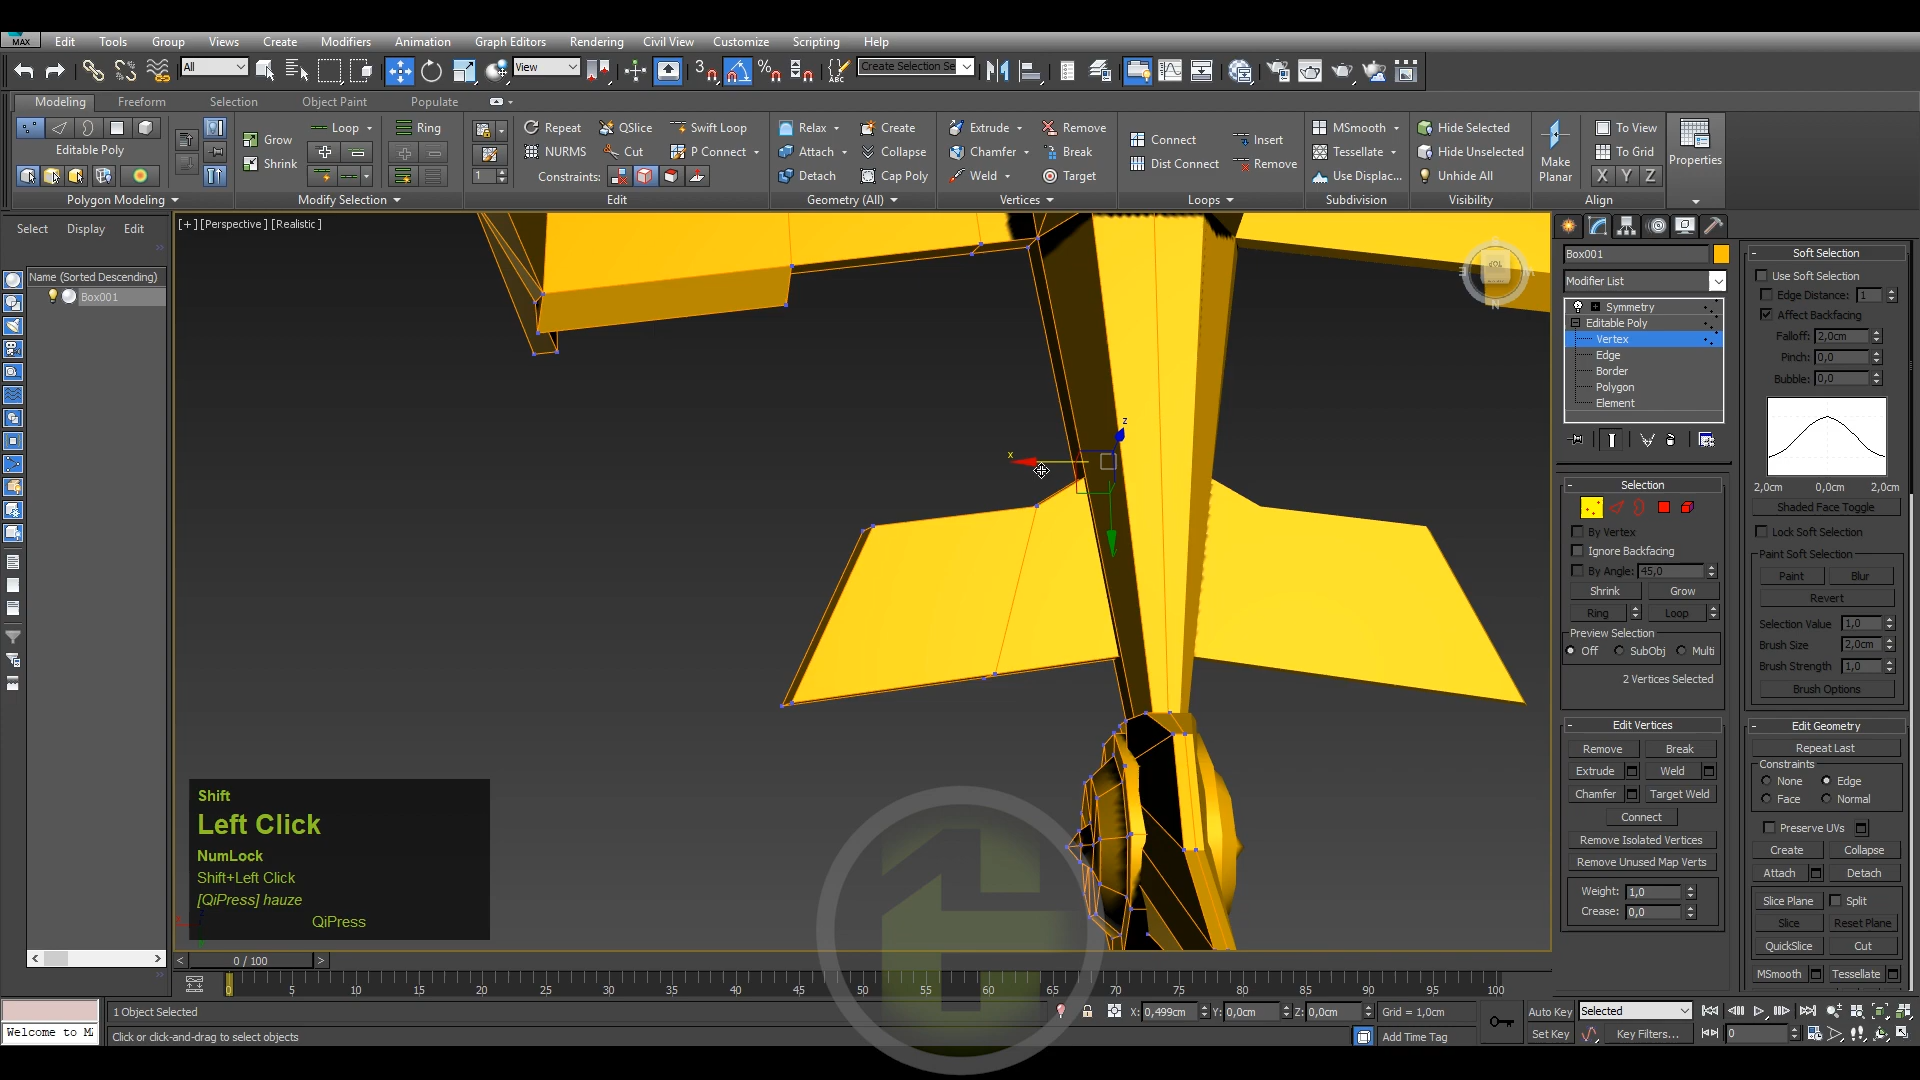 MAX Edit Tools Group Views Create Modifiers Animation Graph Editors Rendering Civil View Customize Scripting Help
All View 3 % ABC Create Selection Se
Modeling Freeform Selection Object Paint Populate
Grow Loop Ring Repeat QSlice Swift Loop Relax Create Extrude Remove Connect Insert MSmooth Hide Selected To View
Editable Poly Shrink NURMS Cut P Connect Attach Collapse Chamfer Break Dist Connect Remove Tessellate Hide Unselected Make Planar To Grid Properties
1 Constraints: Detach Cap Poly Weld Target Use Displac... Unhide All X Y Z
Polygon Modeling Modify Selection Edit Geometry (All) Vertices Loops Subdivision Visibility Align
Select Display Edit
Name (Sorted Descending)
Box001
[+] [Perspective] [Realistic]
TOP
N
x
z
Shift
Left Click
NumLock
Shift+Left Click
[QiPress] hauze
QiPress
Box001
Modifier List
Symmetry
Editable Poly
Vertex
Edge
Border
Polygon
Element
Selection
By Vertex
Ignore Backfacing
By Angle: 45,0
Shrink Grow
Ring Loop
Preview Selection
Off SubObj Multi
2 Vertices Selected
Edit Vertices
Remove Break
Extrude Weld
Chamfer Target Weld
Connect
Remove Isolated Vertices
Remove Unused Map Verts
Weight: 1,0
Crease: 0,0
Soft Selection
Use Soft Selection
Edge Distance: 1
Affect Backfacing
Falloff: 2,0cm
Pinch: 0,0
Bubble: 0,0
2,0cm 0,0cm 2,0cm
Shaded Face Toggle
Lock Soft Selection
Paint Soft Selection
Paint Blur
Revert
Selection Value 1,0
Brush Size 2,0cm
Brush Strength 1,0
Brush Options
Edit Geometry
Repeat Last
Constraints
None Edge
Face Normal
Preserve UVs
Create Collapse
Attach Detach
Slice Plane Split
Slice Reset Plane
QuickSlice Cut
MSmooth Tessellate
0 / 100
0 5 10 15 20 25 30 35 40 45 50 55 60 65 70 75 80 85 90 95 100
1 Object Selected X: 0,499cm Y: 0,0cm Z: 0,0cm Grid = 1,0cm Auto Key Selected
Welcome to M Click or click-and-drag to select objects Add Time Tag Set Key Key Filters... 0